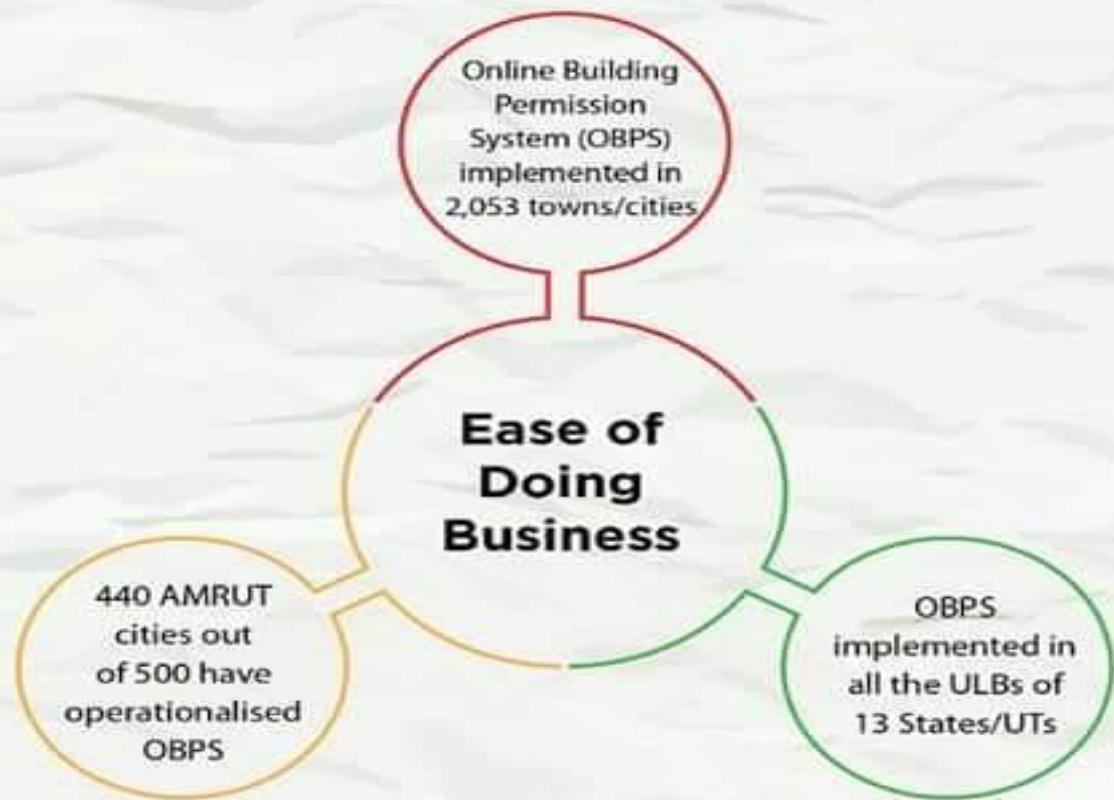 Online Building
Permission
System (OBPS)
implemented in
2,053 towns/cities
Ease of
Doing
Business
440 AMRUT
cities out
of 500 have
operationalised
OBPS
OBPS
implemented in
all the ULBs of
13 States/UTs